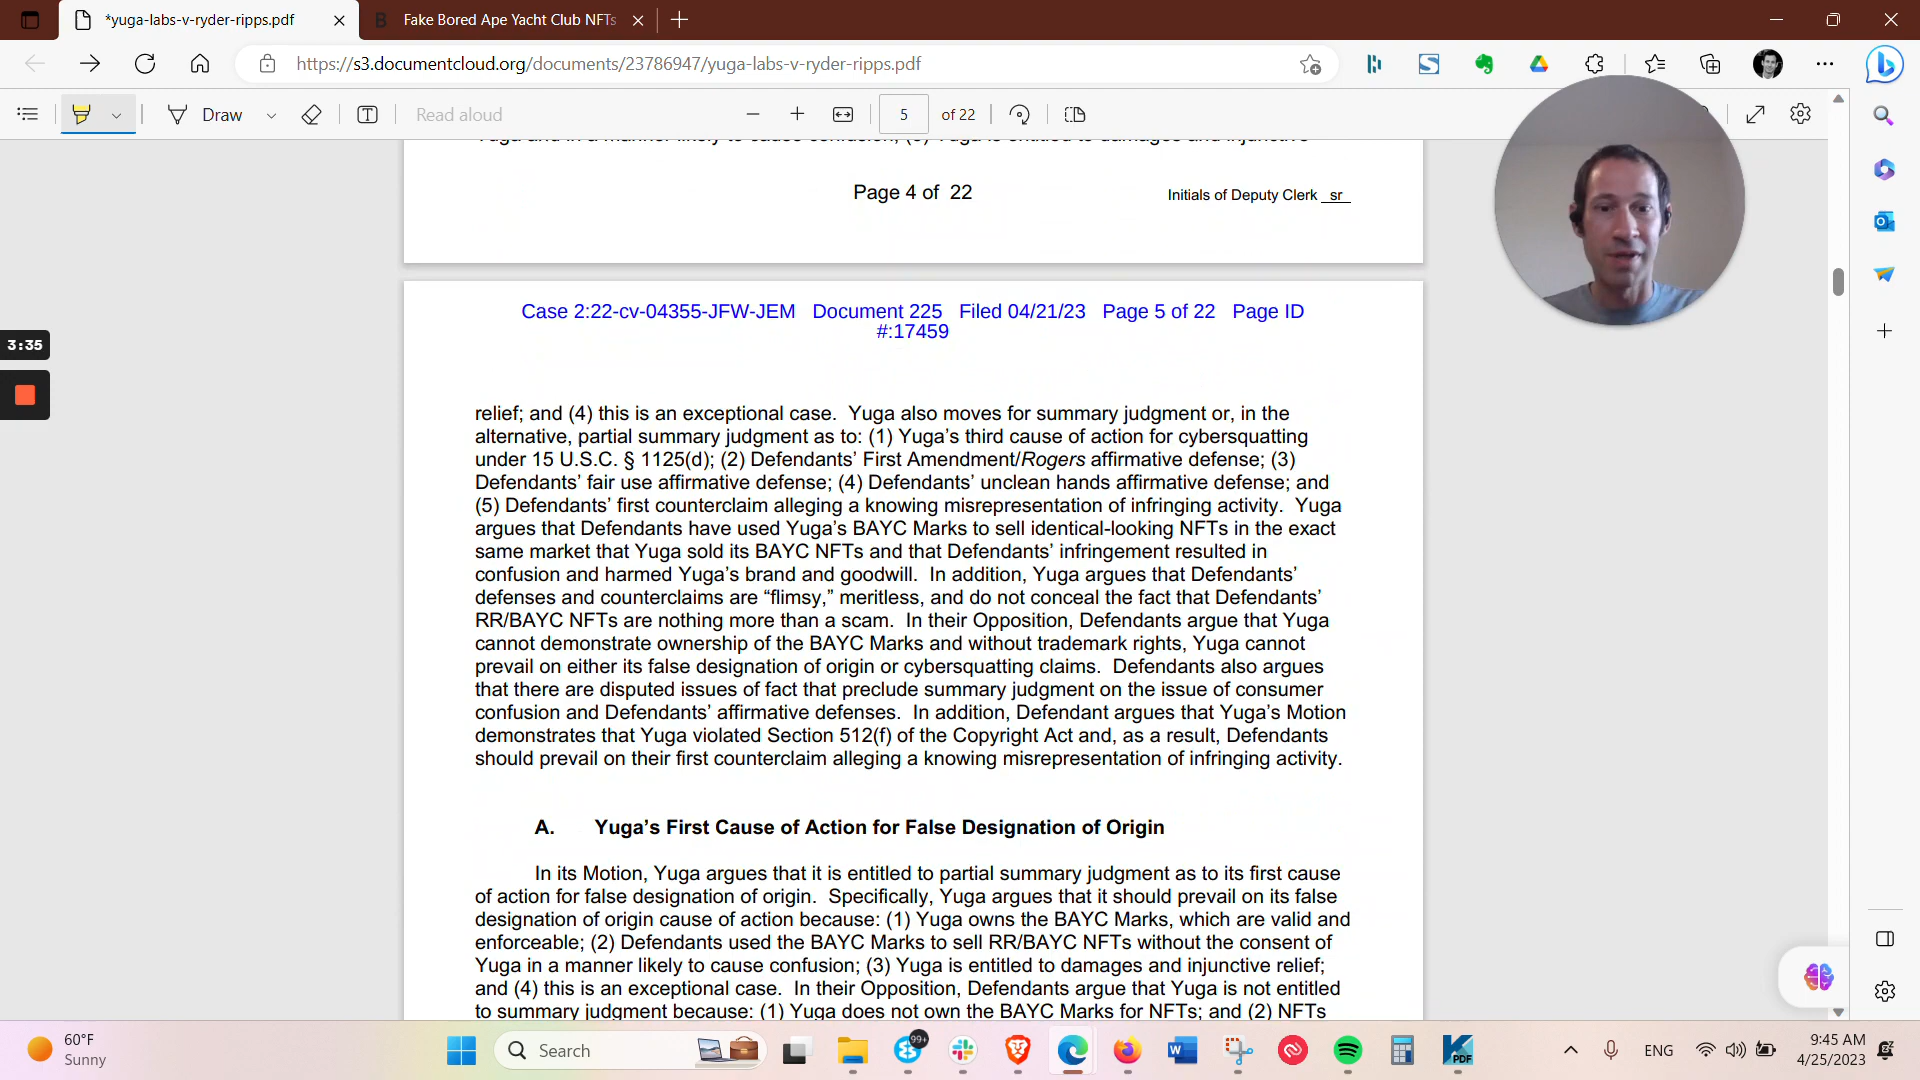 *yuga-labs-v-ryder-ripps.pdf
Fake Bored Ape Yacht Club NFTs
https://s3.documentcloud.org/documents/23786947/yuga-labs-v-ryder-ripps.pdf
Draw
Read aloud
5
of 22
Page 4 of 22
Initials of Deputy Clerk sr
Case 2:22-cv-04355-JFW-JEM Document 225 Filed 04/21/23 Page 5 of 22 Page ID
#:17459
3:35
relief; and (4) this is an exceptional case. Yuga also moves for summary judgment or, in the
alternative, partial summary judgment as to: (1) Yuga’s third cause of action for cybersquatting
under 15 U.S.C. § 1125(d); (2) Defendants’ First Amendment/Rogers affirmative defense; (3)
Defendants’ fair use affirmative defense; (4) Defendants’ unclean hands affirmative defense; and
(5) Defendants’ first counterclaim alleging a knowing misrepresentation of infringing activity. Yuga
argues that Defendants have used Yuga’s BAYC Marks to sell identical-looking NFTs in the exact
same market that Yuga sold its BAYC NFTs and that Defendants’ infringement resulted in
confusion and harmed Yuga’s brand and goodwill. In addition, Yuga argues that Defendants’
defenses and counterclaims are “flimsy,” meritless, and do not conceal the fact that Defendants’
RR/BAYC NFTs are nothing more than a scam. In their Opposition, Defendants argue that Yuga
cannot demonstrate ownership of the BAYC Marks and without trademark rights, Yuga cannot
prevail on either its false designation of origin or cybersquatting claims. Defendants also argues
that there are disputed issues of fact that preclude summary judgment on the issue of consumer
confusion and Defendants’ affirmative defenses. In addition, Defendant argues that Yuga’s Motion
demonstrates that Yuga violated Section 512(f) of the Copyright Act and, as a result, Defendants
should prevail on their first counterclaim alleging a knowing misrepresentation of infringing activity.
A. Yuga’s First Cause of Action for False Designation of Origin
In its Motion, Yuga argues that it is entitled to partial summary judgment as to its first cause
of action for false designation of origin. Specifically, Yuga argues that it should prevail on its false
designation of origin cause of action because: (1) Yuga owns the BAYC Marks, which are valid and
enforceable; (2) Defendants used the BAYC Marks to sell RR/BAYC NFTs without the consent of
Yuga in a manner likely to cause confusion; (3) Yuga is entitled to damages and injunctive relief;
and (4) this is an exceptional case. In their Opposition, Defendants argue that Yuga is not entitled
to summary judgment because: (1) Yuga does not own the BAYC Marks for NFTs; and (2) NFTs
60°F
Sunny
Search
99+
PDF
ENG
9:45 AM
4/25/2023